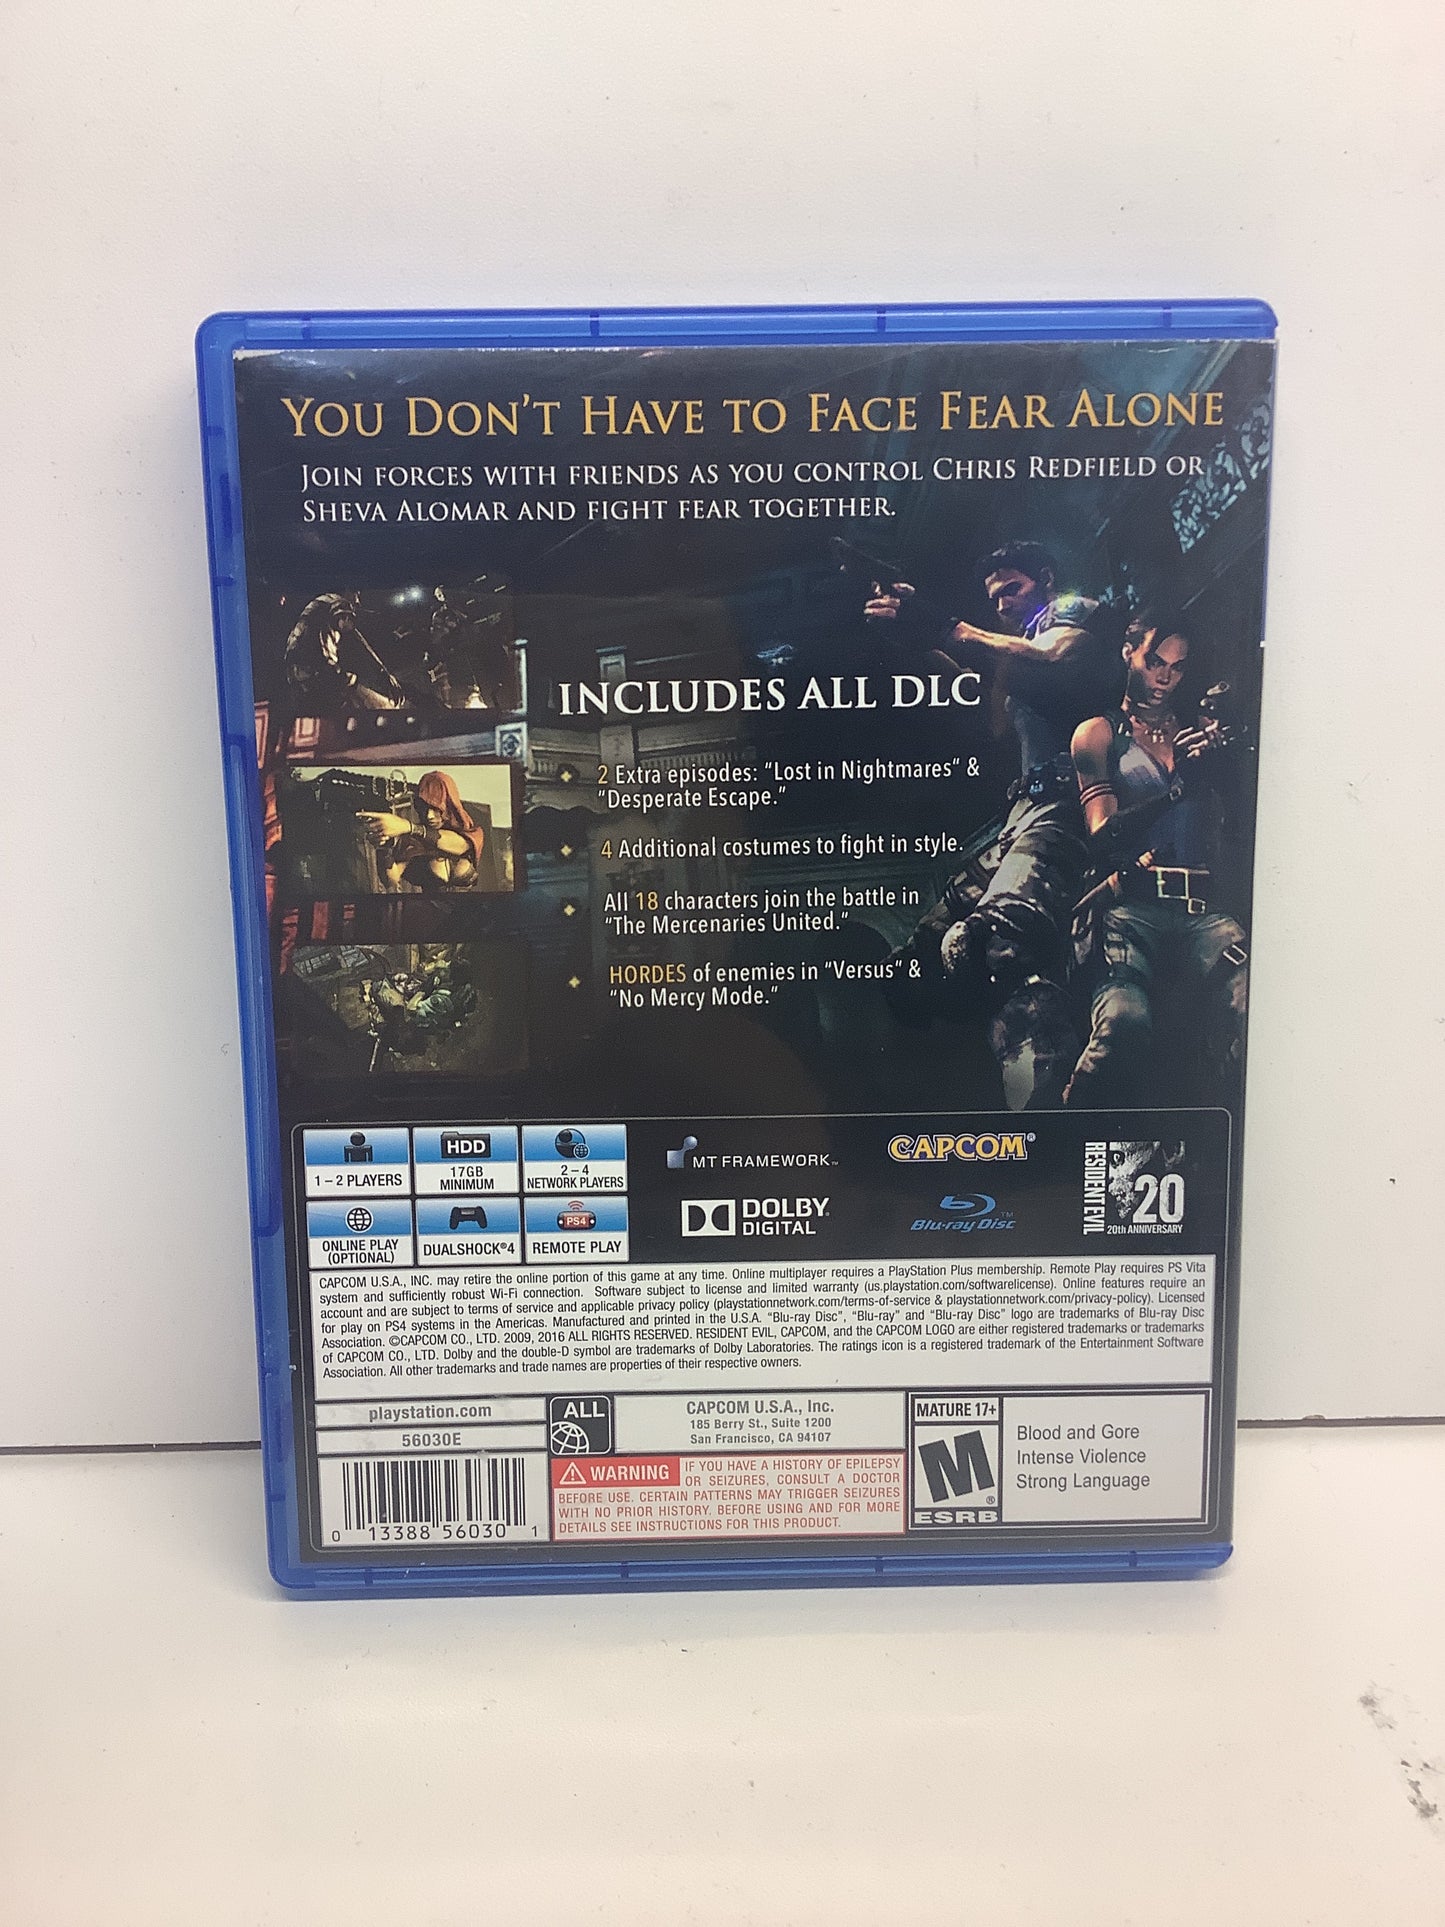 YOU DON'T HAVE TO FACE FEAR ALONE
JOIN FORCES WITH FRIENDS AS YOU CONTROL CHRIS REDFIELD OR
SHEVA ALOMAR AND FIGHT FEAR TOGETHER.
INCLUDES ALL DLC
2 Extra episodes: "Lost in Nightmares" &
"Desperate Escape."
4 Additional costumes to fight in style.
All 18 characters join the battle in
"The Mercenaries United."
HORDES of enemies in "Versus" &
"No Mercy Mode."
1 – 2 PLAYERS
HDD
17GB
MINIMUM
2 – 4
NETWORK PLAYERS
ONLINE PLAY
(OPTIONAL)
DUALSHOCK®4
PS4
REMOTE PLAY
MT FRAMEWORK™
CAPCOM®
DOLBY®
DIGITAL
Blu-ray Disc™
RESIDENT EVIL
20
20th ANNIVERSARY
CAPCOM U.S.A., INC. may retire the online portion of this game at any time. Online multiplayer requires a PlayStation Plus membership. Remote Play requires PS Vita
system and sufficiently robust Wi-Fi connection. Software subject to license and limited warranty (us.playstation.com/softwarelicense). Online features require an
account and are subject to terms of service and applicable privacy policy (playstationnetwork.com/terms-of-service & playstationnetwork.com/privacy-policy). Licensed
for play on PS4 systems in the Americas. Manufactured and printed in the U.S.A. "Blu-ray Disc", "Blu-ray" and "Blu-ray Disc" logo are trademarks of Blu-ray Disc
Association. ©CAPCOM CO., LTD. 2009, 2016 ALL RIGHTS RESERVED. RESIDENT EVIL, CAPCOM, and the CAPCOM LOGO are either registered trademarks or trademarks
of CAPCOM CO., LTD. Dolby and the double-D symbol are trademarks of Dolby Laboratories. The ratings icon is a registered trademark of the Entertainment Software
Association. All other trademarks and trade names are properties of their respective owners.
playstation.com
56030E
ALL
CAPCOM U.S.A., Inc.
185 Berry St., Suite 1200
San Francisco, CA 94107
WARNING IF YOU HAVE A HISTORY OF EPILEPSY
OR SEIZURES, CONSULT A DOCTOR
BEFORE USE. CERTAIN PATTERNS MAY TRIGGER SEIZURES
WITH NO PRIOR HISTORY. BEFORE USING AND FOR MORE
DETAILS SEE INSTRUCTIONS FOR THIS PRODUCT.
0 13388 56030 1
MATURE 17+
M®
ESRB
Blood and Gore
Intense Violence
Strong Language